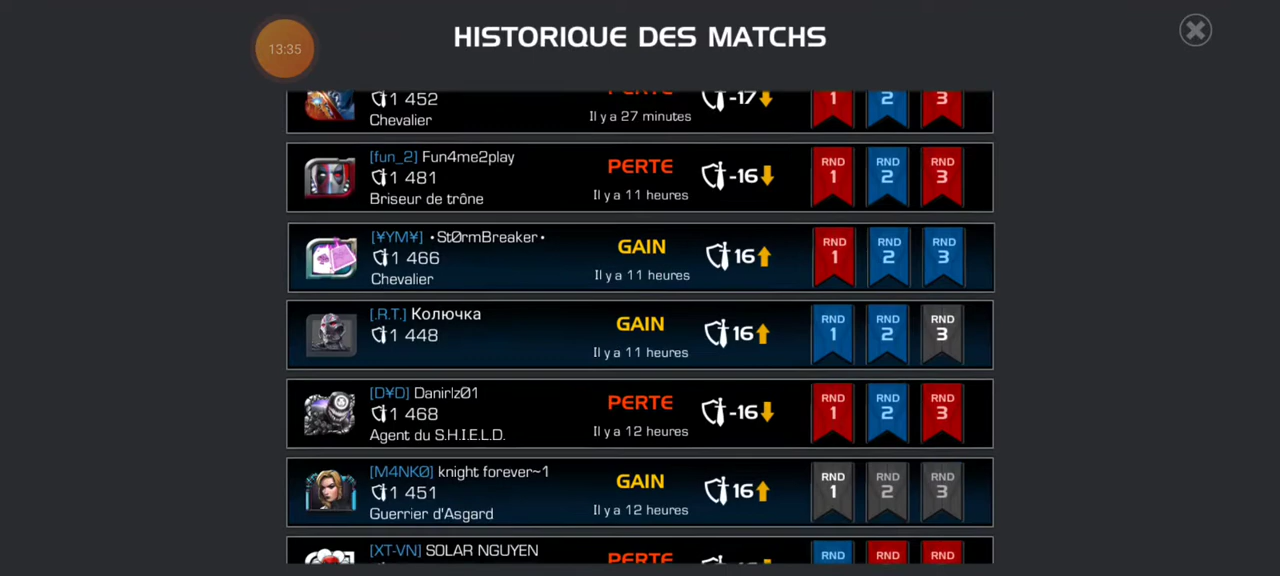 13:35
HISTORIQUE DES MATCHS
1 452
Chevalier
PERTE
Il y a 27 minutes
-17
1
2
3
[fun_2] Fun4me2play
1 481
Briseur de trône
PERTE
Il y a 11 heures
-16
RND 1
RND 2
RND 3
[¥YM¥] •StØrmBreaker•
1 466
Chevalier
GAIN
Il y a 11 heures
16
RND 1
RND 2
RND 3
[.R.T.] Колючка
1 448
GAIN
Il y a 11 heures
16
RND 1
RND 2
RND 3
[D¥D] Danir|zØ1
1 468
Agent du S.H.I.E.L.D.
PERTE
Il y a 12 heures
-16
RND 1
RND 2
RND 3
[M4NKØ] knight forever~1
1 451
Guerrier d'Asgard
GAIN
Il y a 12 heures
16
RND 1
RND 2
RND 3
[XT-VN] SOLAR NGUYEN
PERTE
RND
RND
RND